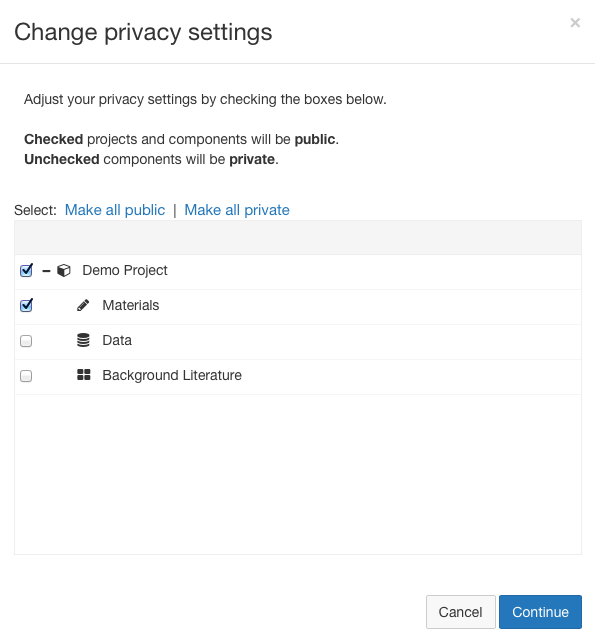 Change privacy settings
×
Adjust your privacy settings by checking the boxes below.
Checked projects and components will be public.
Unchecked components will be private.
Select: Make all public | Make all private
Demo Project
Materials
Data
Background Literature
Cancel Continue